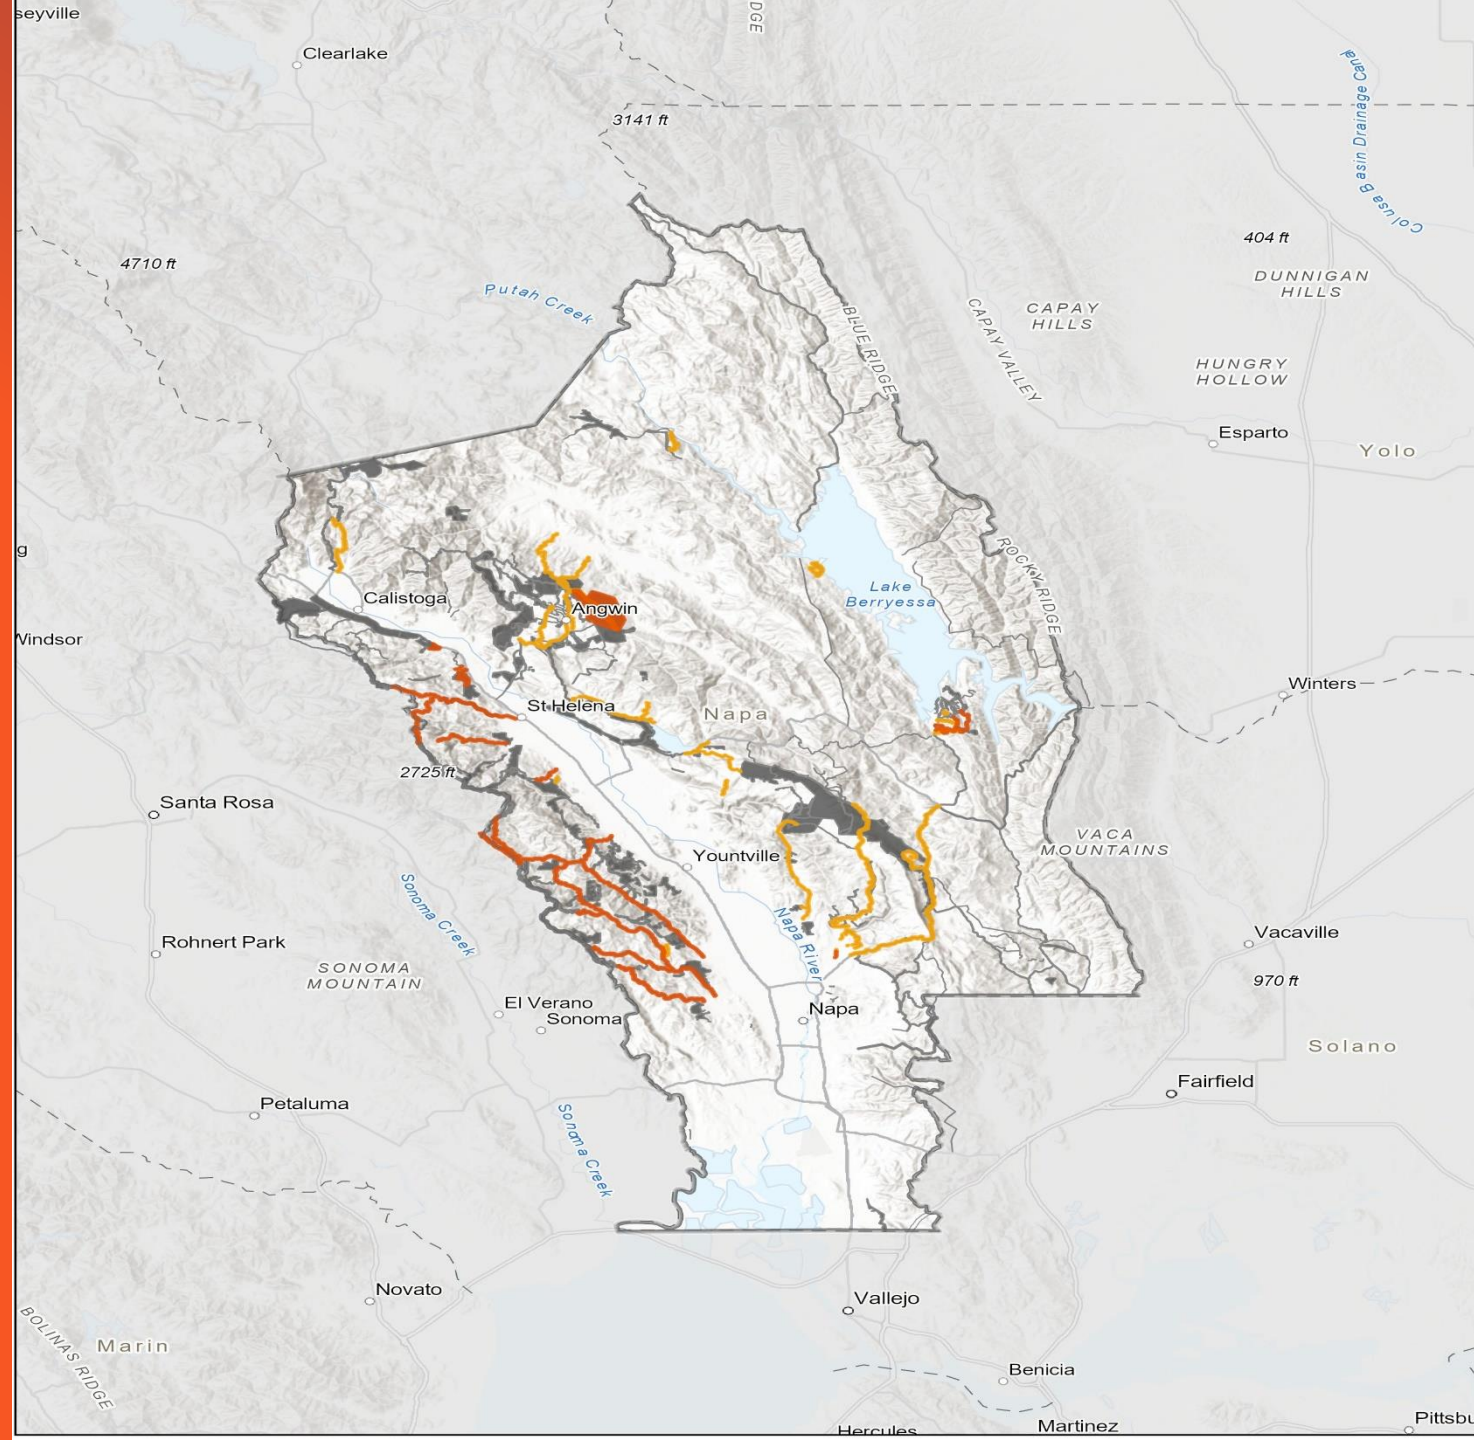 seyville
DGE
Clearlake
Colusa Basin Drainage Canal
3141 ft
404 ft
4710 ft
DUNNIGAN
HILLS
Putah Creek
CAPAY
HILLS
BLUE RIDGE
CAPAY VALLEY
HUNGRY
HOLLOW
Esparto
Yolo
g
ROCKY RIDGE
Lake
Berryessa
Calistoga
Angwin
Windsor
Winters
St Helena
Napa
2725 ft
Santa Rosa
VACA
MOUNTAINS
Yountville
Sonoma Creek
Napa River
Rohnert Park
Vacaville
SONOMA
MOUNTAIN
970 ft
El Verano
Sonoma
Napa
Solano
Fairfield
Petaluma
Sonoma Creek
Novato
Vallejo
BOLINAS RIDGE
Marin
Benicia
Martinez
Pittsbu
Hercules